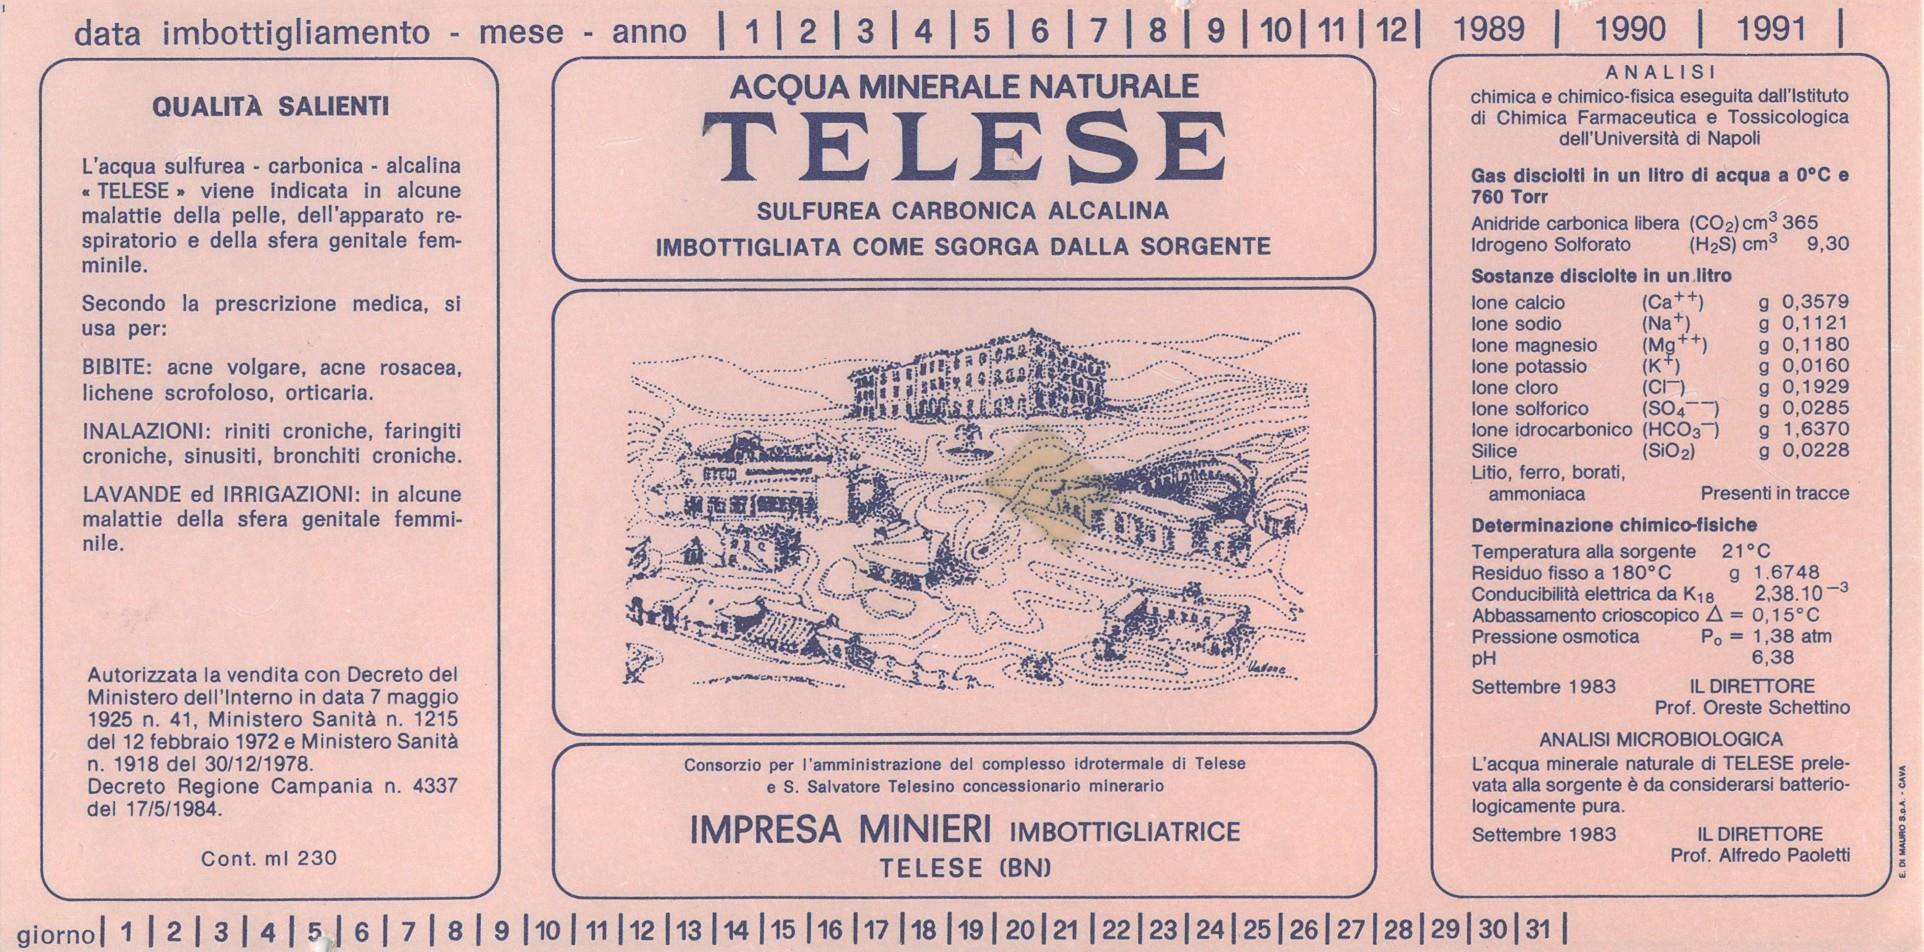 data imbottigliamento - mese - anno | 1 | 2 | 3 | 4 | 5 | 6 | 7 | 8 | 9 | 10 | 11 | 12 | 1989 | 1990 | 1991 |
QUALITÀ SALIENTI
L'acqua sulfurea - carbonica - alcalina
« TELESE » viene indicata in alcune
malattie della pelle, dell'apparato re-
spiratorio e della sfera genitale fem-
minile.
Secondo la prescrizione medica, si
usa per:
BIBITE: acne volgare, acne rosacea,
lichene scrofoloso, orticaria.
INALAZIONI: riniti croniche, faringiti
croniche, sinusiti, bronchiti croniche.
LAVANDE ed IRRIGAZIONI: in alcune
malattie della sfera genitale femmi-
nile.
Autorizzata la vendita con Decreto del
Ministero dell'Interno in data 7 maggio
1925 n. 41, Ministero Sanità n. 1215
del 12 febbraio 1972 e Ministero Sanità
n. 1918 del 30/12/1978.
Decreto Regione Campania n. 4337
del 17/5/1984.
Cont. ml 230
ACQUA MINERALE NATURALE
TELESE
SULFUREA CARBONICA ALCALINA
IMBOTTIGLIATA COME SGORGA DALLA SORGENTE
Consorzio per l'amministrazione del complesso idrotermale di Telese
e S. Salvatore Telesino concessionario minerario
IMPRESA MINIERI IMBOTTIGLIATRICE
TELESE (BN)
ANALISI
chimica e chimico-fisica eseguita dall'Istituto
di Chimica Farmaceutica e Tossicologica
dell'Università di Napoli
Gas disciolti in un litro di acqua a 0°C e
760 Torr
Anidride carbonica libera (CO₂) cm³ 365
Idrogeno Solforato (H₂S) cm³ 9,30
Sostanze disciolte in un litro
Ione calcio (Ca⁺⁺) g 0,3579
Ione sodio (Na⁺) g 0,1121
Ione magnesio (Mg⁺⁺) g 0,1180
Ione potassio (K⁺) g 0,0160
Ione cloro (Cl⁻) g 0,1929
Ione solforico (SO₄⁻⁻) g 0,0285
Ione idrocarbonico (HCO₃⁻) g 1,6370
Silice (SiO₂) g 0,0228
Litio, ferro, borati,
ammoniaca Presenti in tracce
Determinazione chimico-fisiche
Temperatura alla sorgente 21°C
Residuo fisso a 180°C g 1.6748
Conducibilità elettrica da K₁₈ 2,38.10⁻³
Abbassamento crioscopico Δ = 0,15°C
Pressione osmotica Pₒ = 1,38 atm
pH 6,38
Settembre 1983 IL DIRETTORE
Prof. Oreste Schettino
ANALISI MICROBIOLOGICA
L'acqua minerale naturale di TELESE prele-
vata alla sorgente è da considerarsi batterio-
logicamente pura.
Settembre 1983 IL DIRETTORE
Prof. Alfredo Paoletti
E. DI MAURO S.p.A. - CAVA
giorno | 1 | 2 | 3 | 4 | 5 | 6 | 7 | 8 | 9 | 10 | 11 | 12 | 13 | 14 | 15 | 16 | 17 | 18 | 19 | 20 | 21 | 22 | 23 | 24 | 25 | 26 | 27 | 28 | 29 | 30 | 31 |